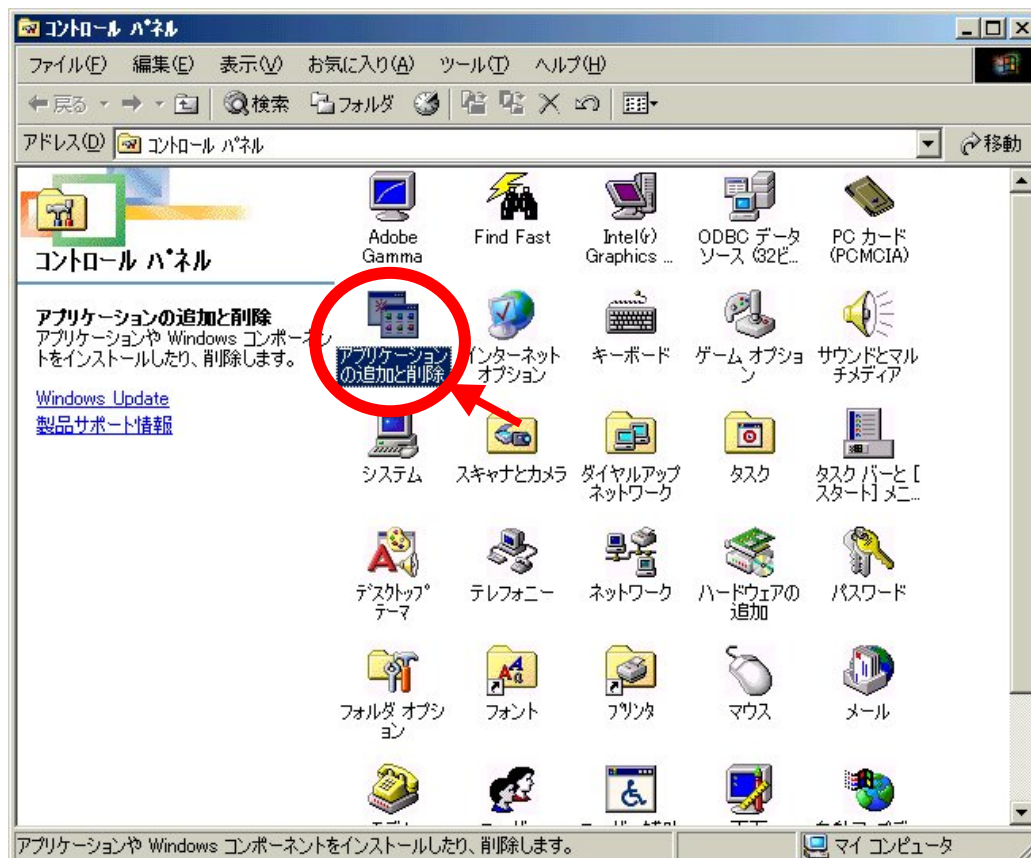 コントロール パネル
ファイル(F) 編集(E) 表示(V) お気に入り(A) ツール(T) ヘルプ(H)
戻る 検索 フォルダ
アドレス(D) コントロール パネル 移動
コントロール パネル
アプリケーションの追加と削除
アプリケーションや Windows コンポーネン
トをインストールしたり、削除します。
Windows Update
製品サポート情報
Adobe
Gamma
Find Fast
Intel(r)
Graphics ...
ODBC データ
ソース (32ビ...
PC カード
(PCMCIA)
アプリケーション
の追加と削除
インターネット
オプション
キーボード
ゲーム オプショ
ン
サウンドとマル
チメディア
システム
スキャナとカメラ
ダイヤルアップ
ネットワーク
タスク
タスク バーと [
スタート] メニ...
デスクトップ
テーマ
テレフォニー
ネットワーク
ハードウェアの
追加
パスワード
フォルダ オプシ
ョン
フォント
プリンタ
マウス
メール
アプリケーションや Windows コンポーネントをインストールしたり、削除します。
マイ コンピュータ